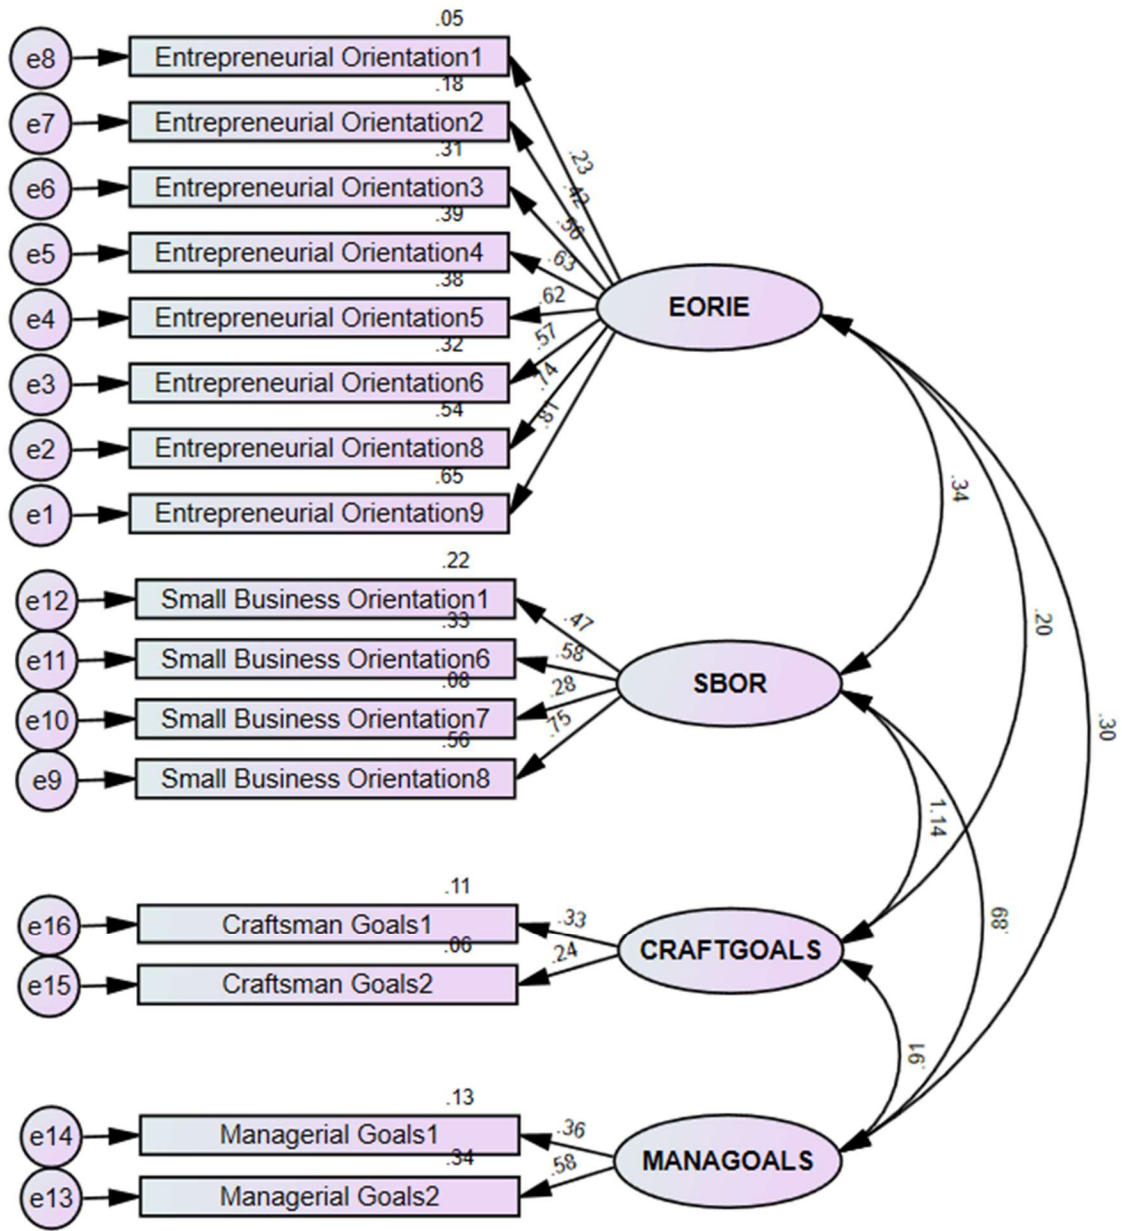 .05
e8 Entrepreneurial Orientation1
.18
e7 Entrepreneurial Orientation2
.31
e6 Entrepreneurial Orientation3
.39
e5 Entrepreneurial Orientation4
.38
e4 Entrepreneurial Orientation5
.32
e3 Entrepreneurial Orientation6
.54
e2 Entrepreneurial Orientation8
.65
e1 Entrepreneurial Orientation9
.23
.42
.56
.63
.62
.57
.74
.81
EORIE
.22
e12 Small Business Orientation1
.33
e11 Small Business Orientation6
.08
e10 Small Business Orientation7
.56
e9 Small Business Orientation8
.47
.58
.28
.75
SBOR
.11
e16 Craftsman Goals1
.06
e15 Craftsman Goals2
.33
.24
CRAFTGOALS
.13
e14 Managerial Goals1
.34
e13 Managerial Goals2
.36
.58
MANAGOALS
.34
.20
.30
1.14
.89
.91